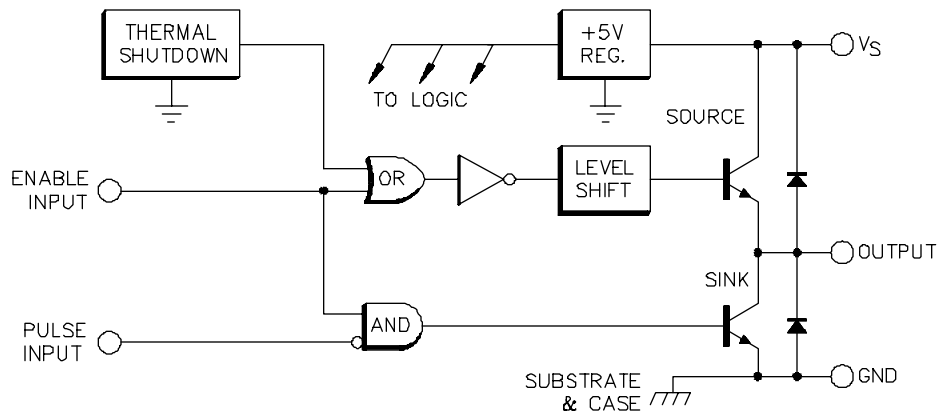 THERMAL
SHUTDOWN
+5V
REG.
VS
TO LOGIC
SOURCE
ENABLE
INPUT
OR
LEVEL
SHIFT
OUTPUT
SINK
PULSE
INPUT
AND
SUBSTRATE
& CASE
GND